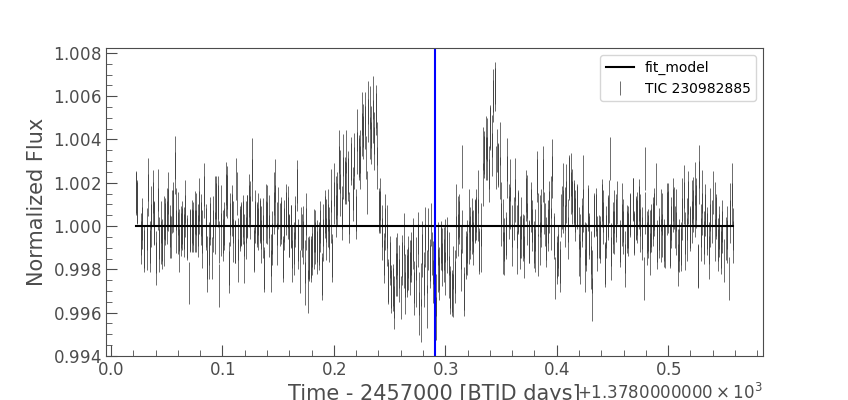 1.008
1.006
1.004
1.002
1.000
0.998
0.996
0.994
Normalized Flux
fit_model
TIC 230982885
0.0 0.1 0.2 0.3 0.4 0.5
Time - 2457000 [BTJD days]
+1.3780000000 × 10³